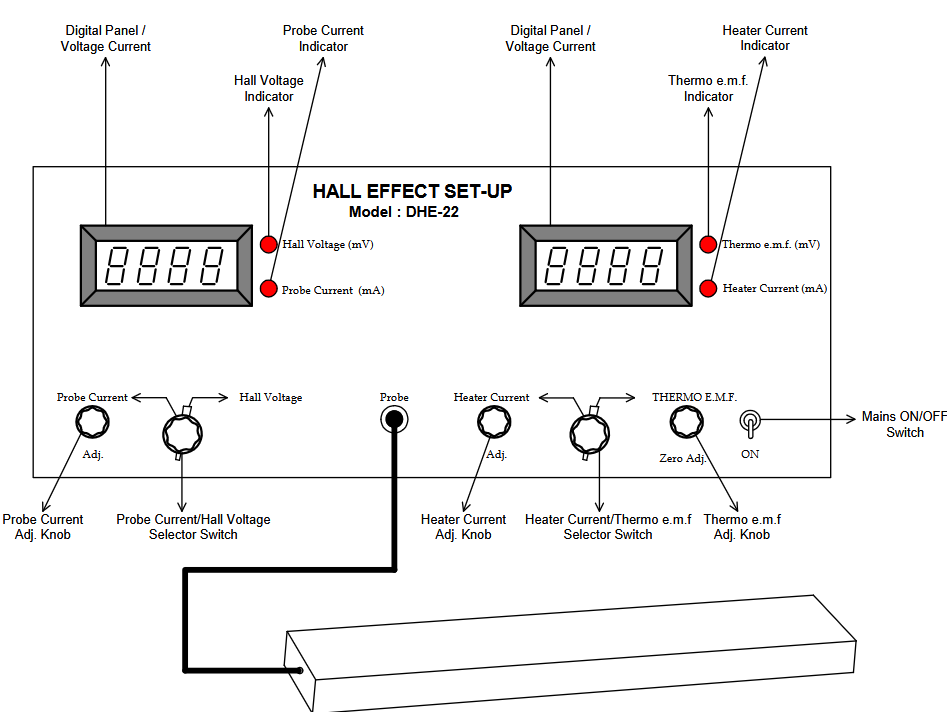 Digital Panel /
Voltage Current
Probe Current
Indicator
Hall Voltage
Indicator
Digital Panel /
Voltage Current
Heater Current
Indicator
Thermo e.m.f.
Indicator
HALL EFFECT SET-UP
Model : DHE-22
8888
Hall Voltage (mV)
Probe Current (mA)
8888
Thermo e.m.f. (mV)
Heater Current (mA)
Probe Current
Hall Voltage
Probe
Heater Current
THERMO E.M.F.
Adj.
Adj.
Zero Adj.
ON
Mains ON/OFF
Switch
Probe Current
Adj. Knob
Probe Current/Hall Voltage
Selector Switch
Heater Current
Adj. Knob
Heater Current/Thermo e.m.f
Selector Switch
Thermo e.m.f
Adj. Knob